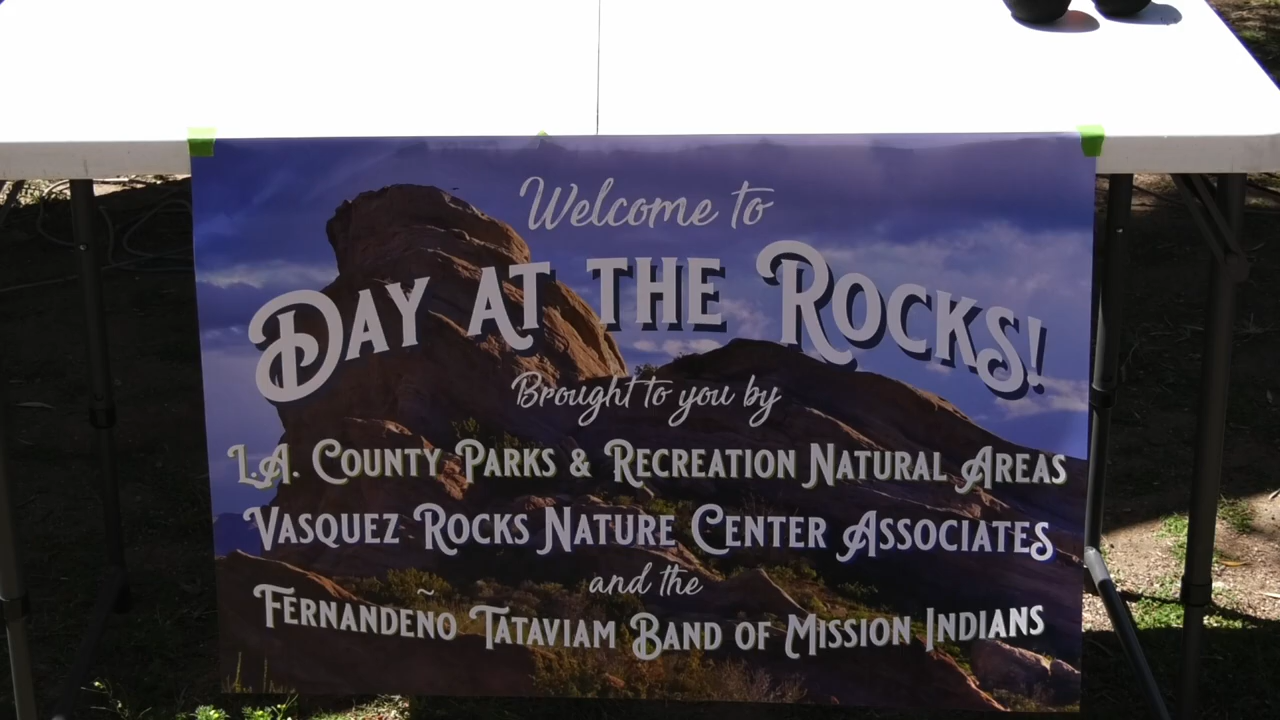 Welcome to
DAY AT THE ROCKS!
Brought to you by
L.A. COUNTY PARKS & RECREATION NATURAL AREAS
VASQUEZ ROCKS NATURE CENTER ASSOCIATES
and the
FERNANDEÑO TATAVIAM BAND OF MISSION INDIANS